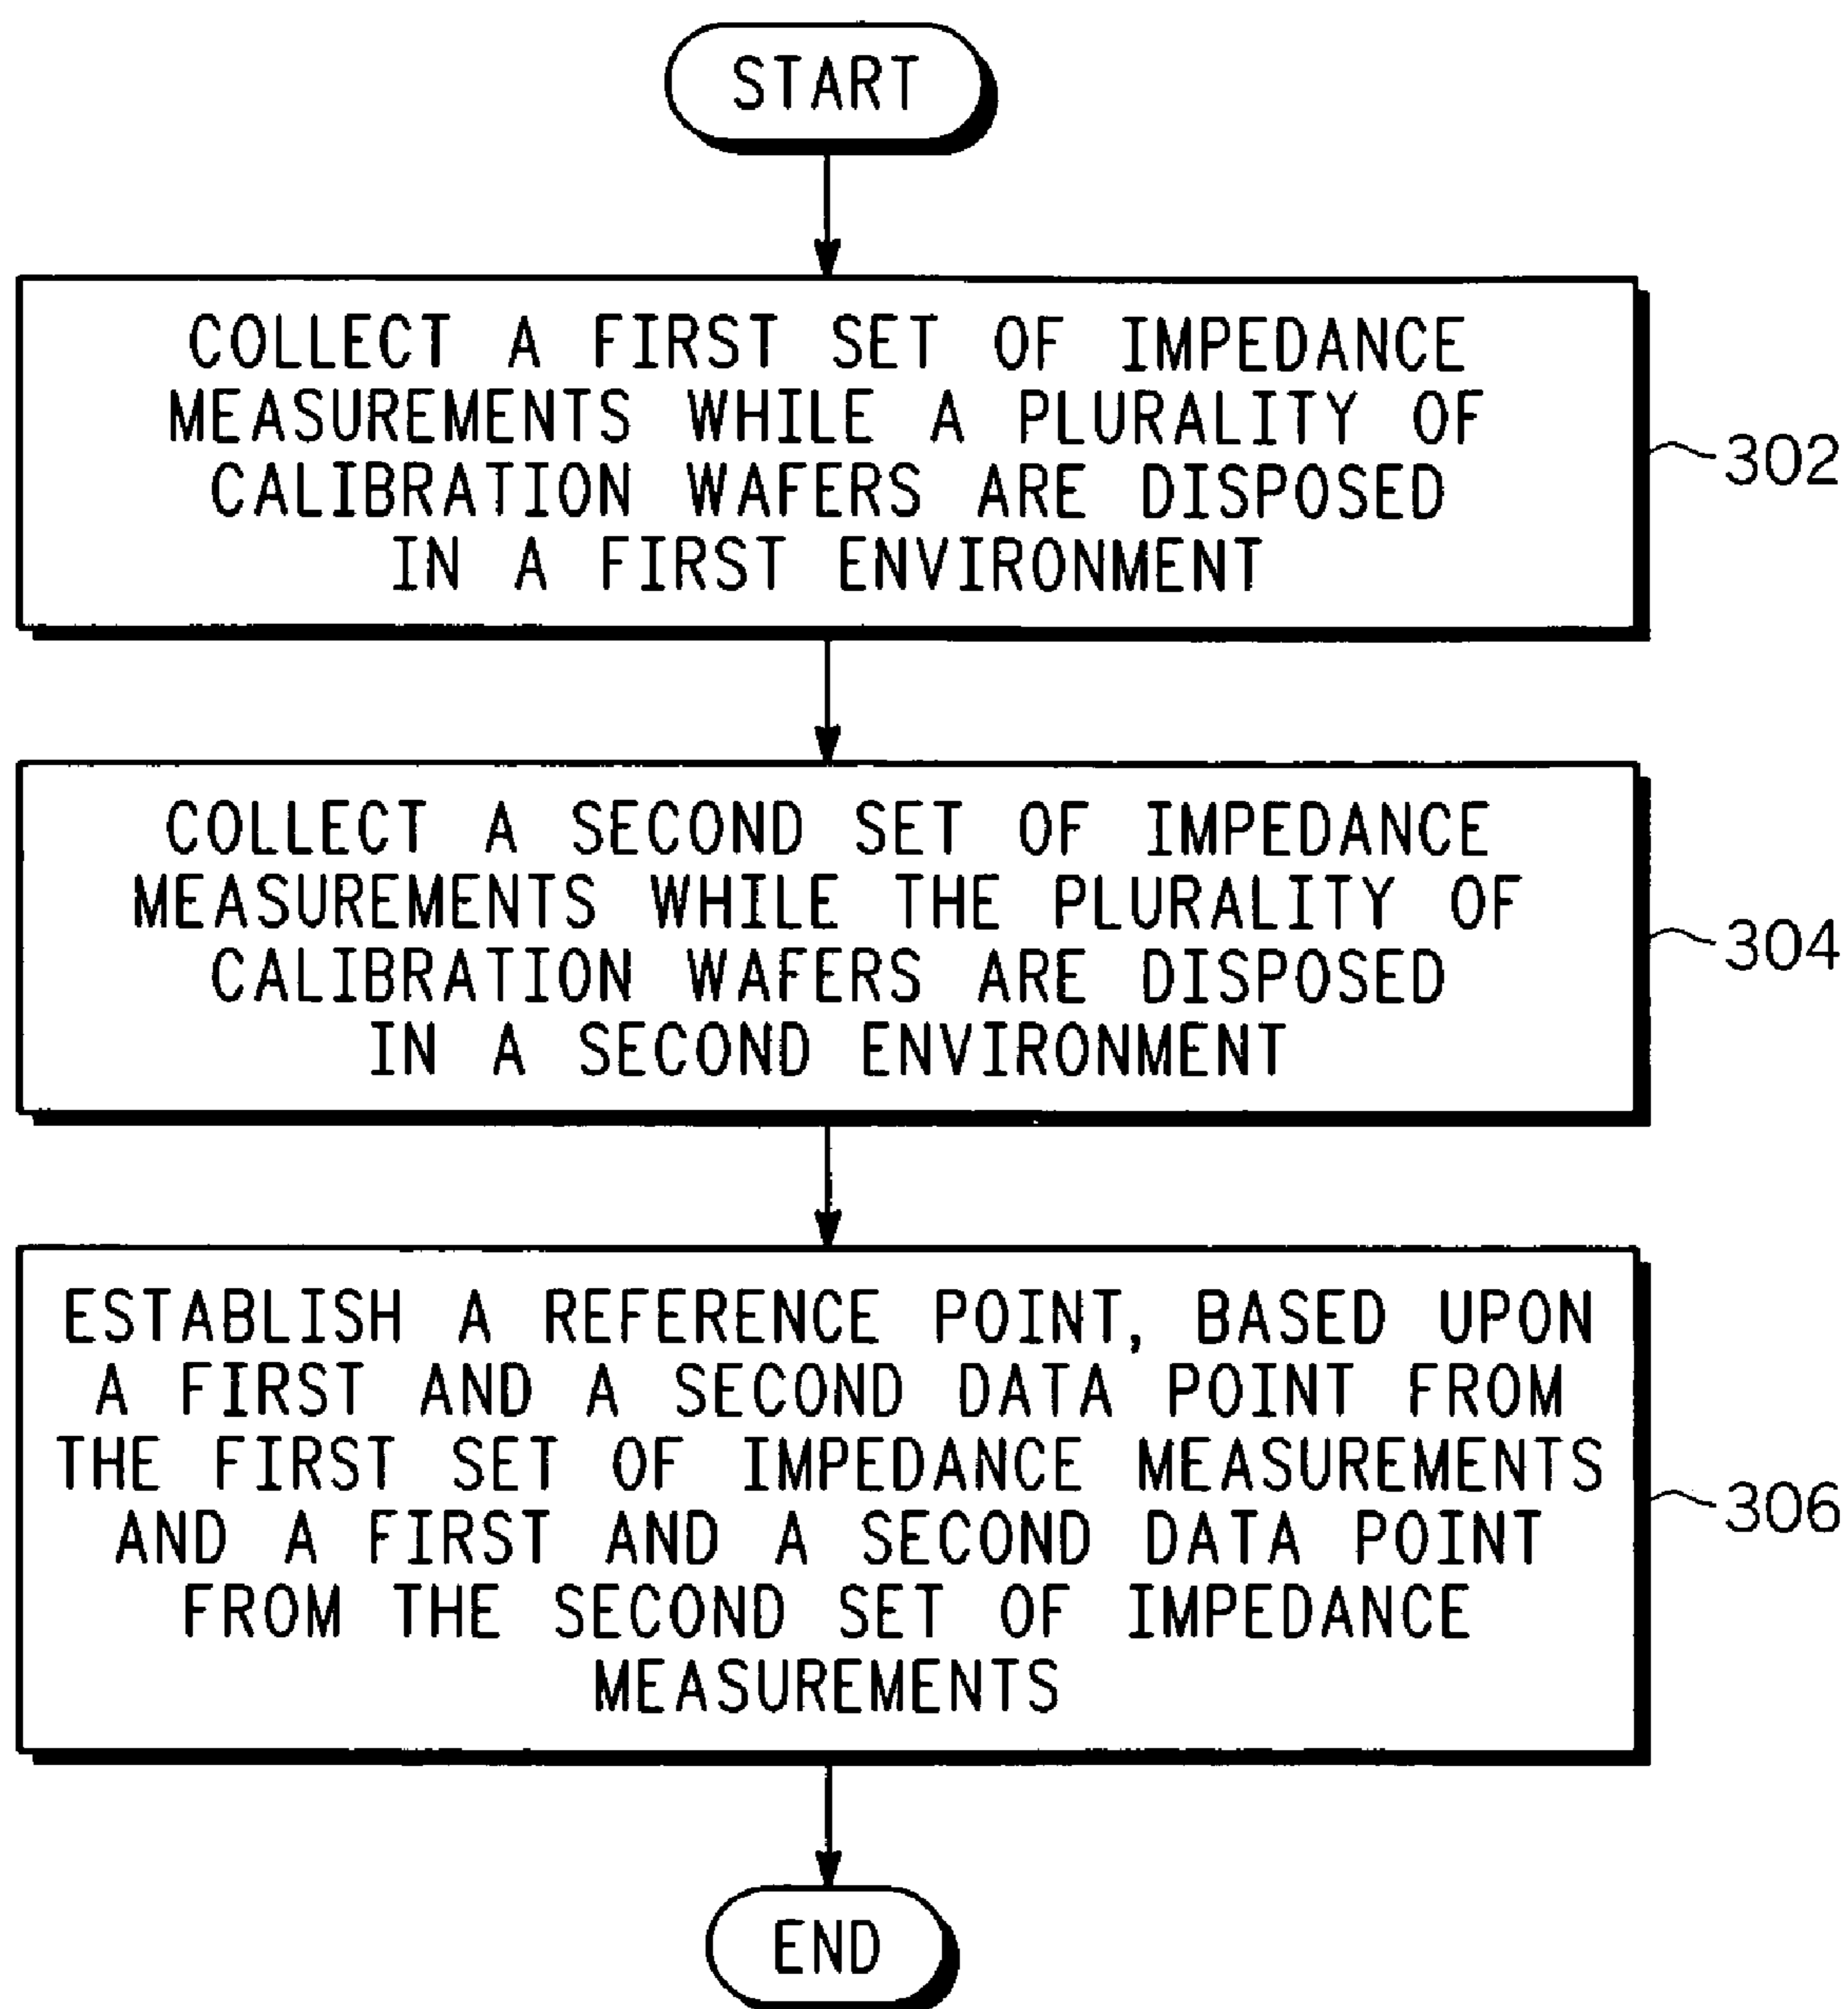 START
COLLECT A FIRST SET OF IMPEDANCE
MEASUREMENTS WHILE A PLURALITY OF
CALIBRATION WAFERS ARE DISPOSED
IN A FIRST ENVIRONMENT
302
COLLECT A SECOND SET OF IMPEDANCE
MEASUREMENTS WHILE THE PLURALITY OF
CALIBRATION WAFERS ARE DISPOSED
IN A SECOND ENVIRONMENT
304
ESTABLISH A REFERENCE POINT, BASED UPON
A FIRST AND A SECOND DATA POINT FROM
THE FIRST SET OF IMPEDANCE MEASUREMENTS
AND A FIRST AND A SECOND DATA POINT
FROM THE SECOND SET OF IMPEDANCE
MEASUREMENTS
306
END